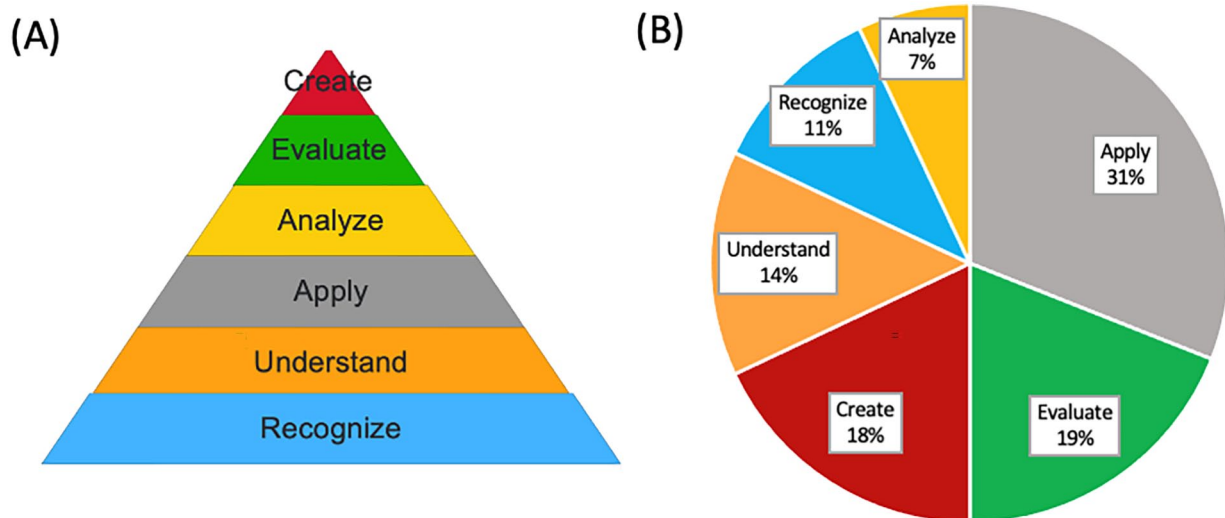 (A)
Create
Evaluate
Analyze
Apply
Understand
Recognize
(B)
Analyze
7%
Recognize
11%
Apply
31%
Understand
14%
Create
18%
Evaluate
19%